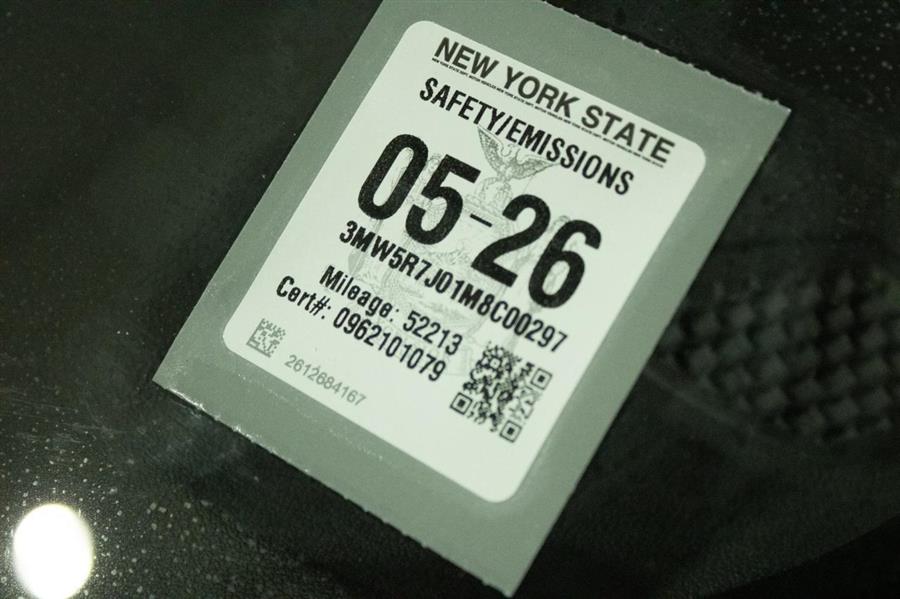 NEW YORK STATE
SAFETY/EMISSIONS
05-26
3MW5R7J01M8C00297
Mileage: 52213
Cert#: 0962101079
2612684167